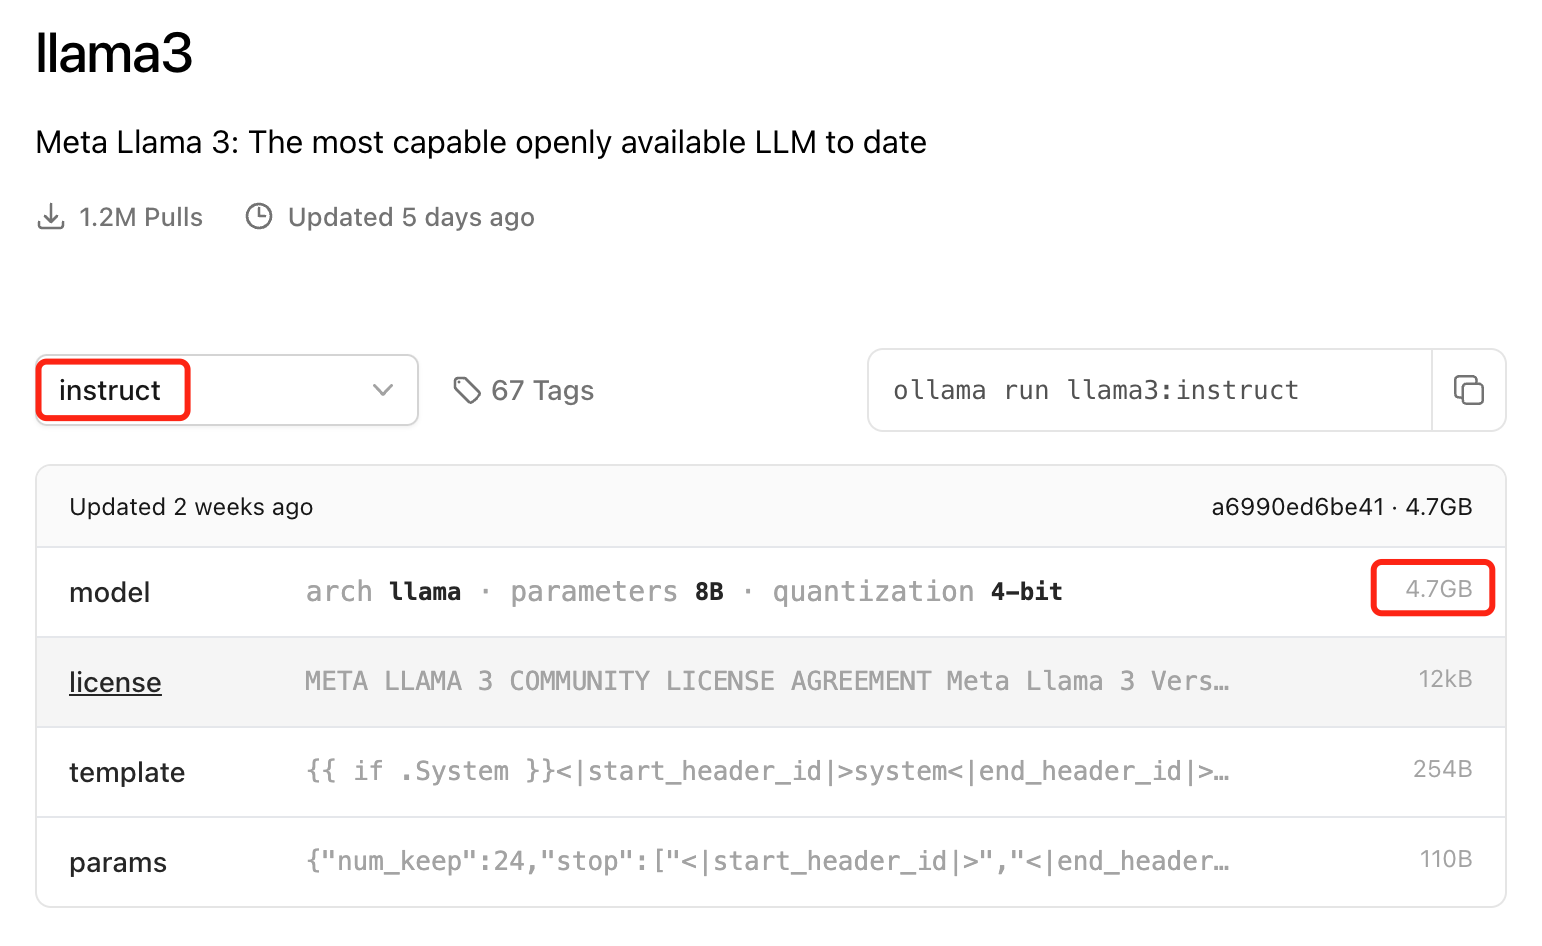 llama3
Meta Llama 3: The most capable openly available LLM to date
1.2M Pulls Updated 5 days ago
instruct 67 Tags ollama run llama3:instruct
Updated 2 weeks ago a6990ed6be41 · 4.7GB
model arch llama · parameters 8B · quantization 4-bit 4.7GB
license META LLAMA 3 COMMUNITY LICENSE AGREEMENT Meta Llama 3 Vers… 12kB
template {{ if .System }}<|start_header_id|>system<|end_header_id|>… 254B
params {"num_keep":24,"stop":["<|start_header_id|>","<|end_header… 110B